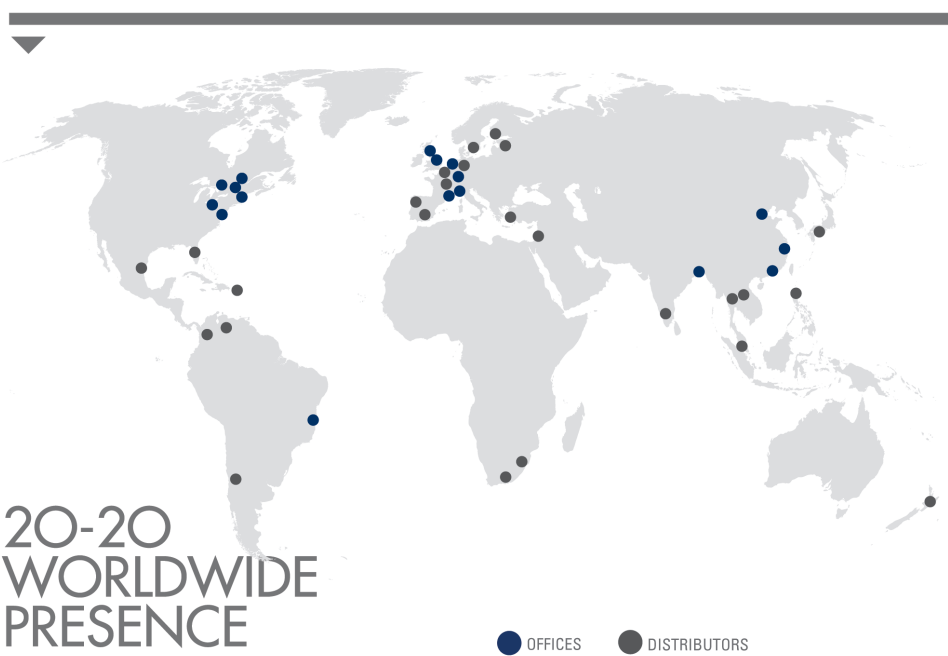 20-20
WORLDWIDE
PRESENCE
OFFICES
DISTRIBUTORS